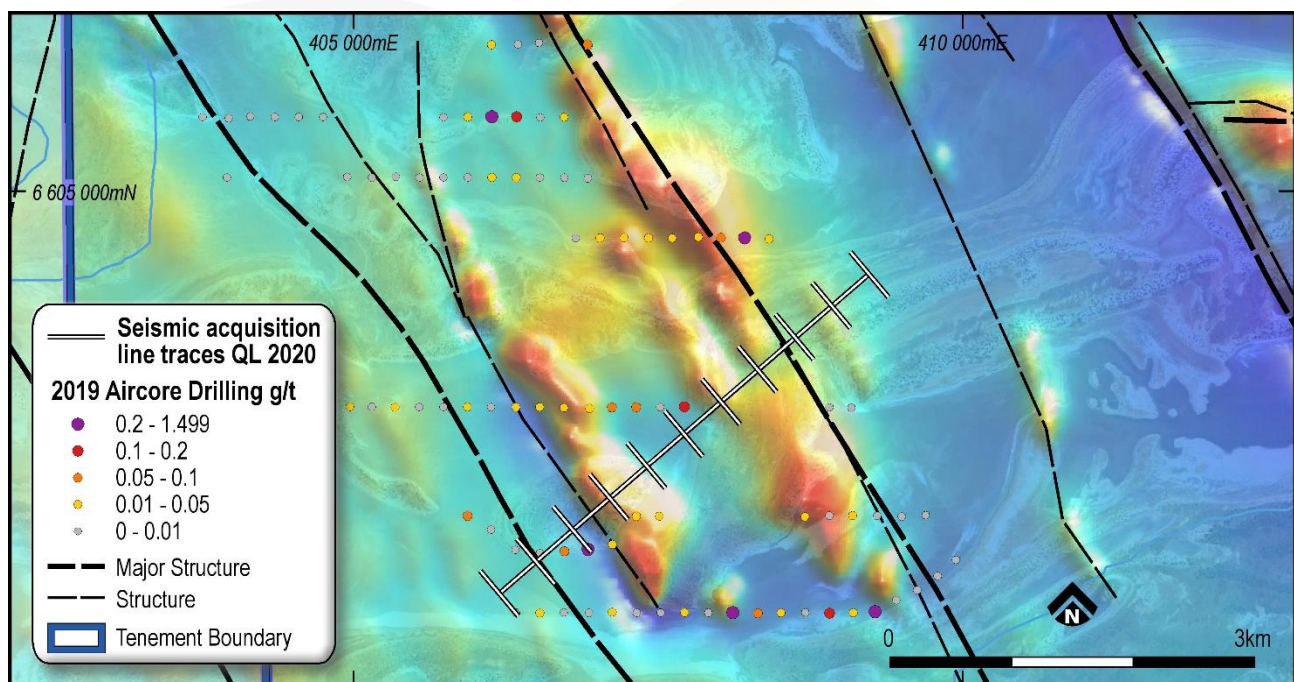 405 000mE
410 000mE
6 605 000mN
Seismic acquisition
line traces QL 2020
2019 Aircore Drilling g/t
0.2 - 1.499
0.1 - 0.2
0.05 - 0.1
0.01 - 0.05
0 - 0.01
Major Structure
Structure
Tenement Boundary
N
0
3km